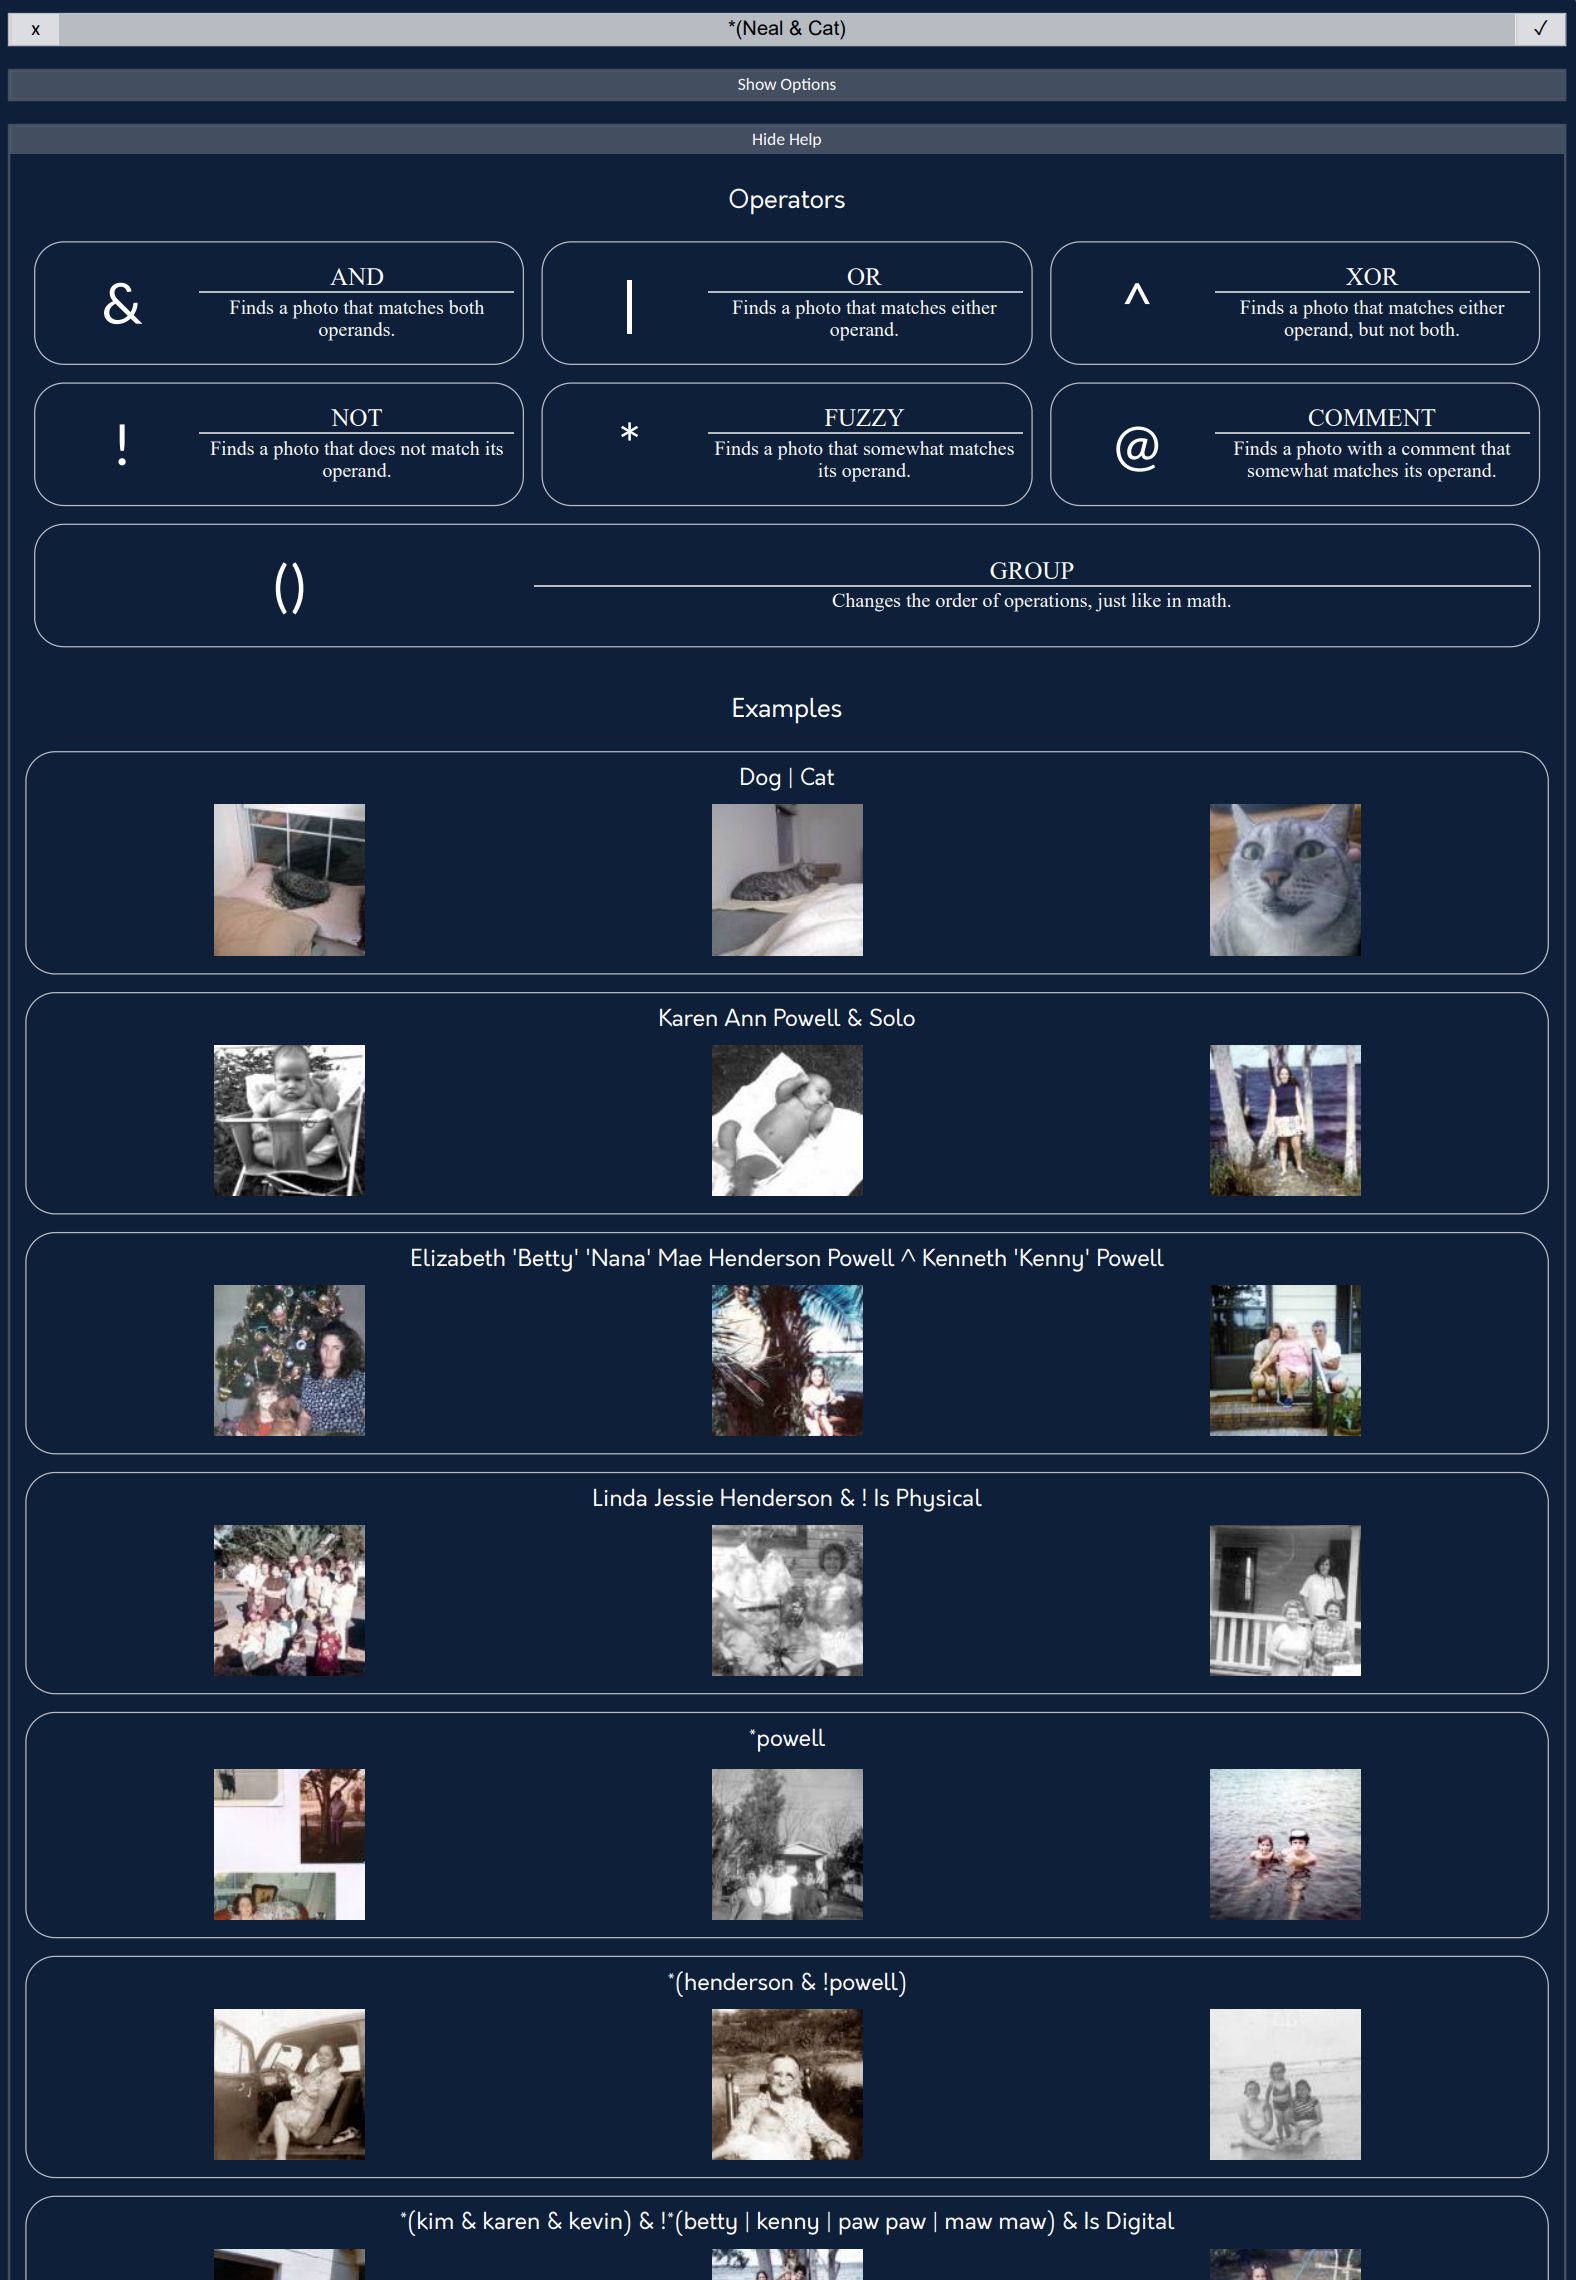 x
*(Neal & Cat)
✓
Show Options
Hide Help
Operators
&
AND
Finds a photo that matches both
operands.
|
OR
Finds a photo that matches either
operand.
^
XOR
Finds a photo that matches either
operand, but not both.
!
NOT
Finds a photo that does not match its
operand.
*
FUZZY
Finds a photo that somewhat matches
its operand.
@
COMMENT
Finds a photo with a comment that
somewhat matches its operand.
()
GROUP
Changes the order of operations, just like in math.
Examples
Dog | Cat
Karen Ann Powell & Solo
Elizabeth 'Betty' 'Nana' Mae Henderson Powell ^ Kenneth 'Kenny' Powell
Linda Jessie Henderson & ! Is Physical
*powell
*(henderson & !powell)
*(kim & karen & kevin) & !*(betty | kenny | paw paw | maw maw) & Is Digital